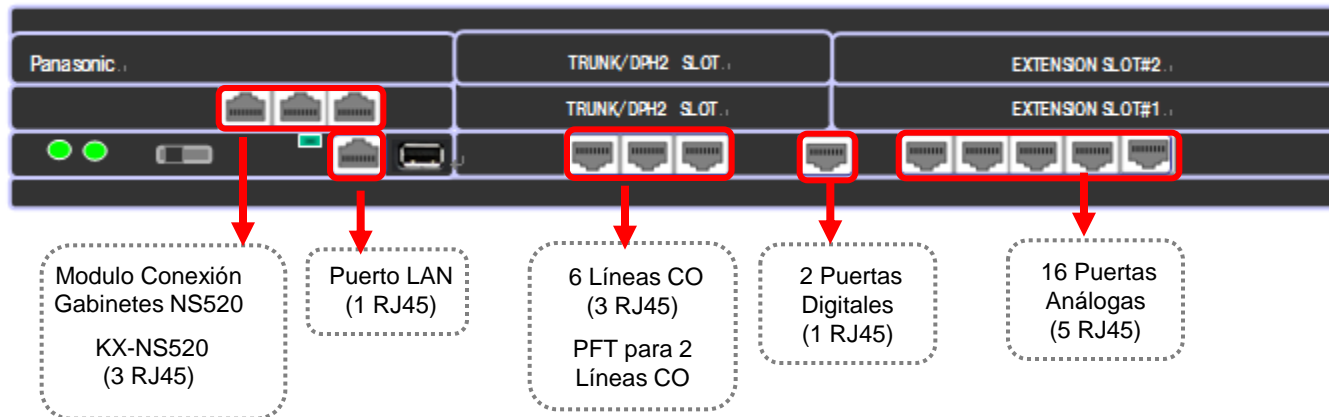 Panasonic
TRUNK/DPH2 SLOT
EXTENSION SLOT#2
TRUNK/DPH2 SLOT
EXTENSION SLOT#1
Modulo Conexión
Gabinetes NS520
KX-NS520
(3 RJ45)
Puerto LAN
(1 RJ45)
6 Líneas CO
(3 RJ45)
PFT para 2
Líneas CO
2 Puertas
Digitales
(1 RJ45)
16 Puertas
Análogas
(5 RJ45)